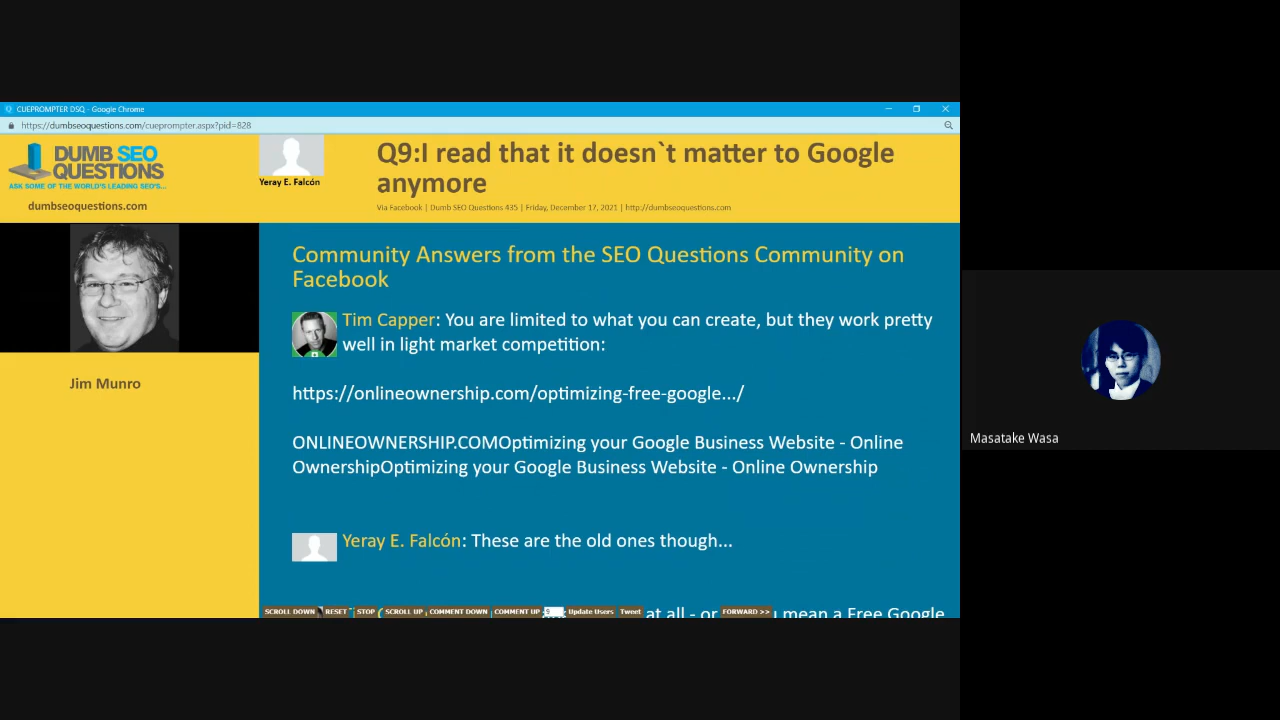 CUEPROMPTER DSQ - Google Chrome
https://dumbseoquestions.com/cueprompter.aspx?pid=828
DUMB SEO
QUESTIONS
ASK SOME OF THE WORLD'S LEADING SEO'S...
dumbseoquestions.com
Yeray E. Falcón
Q9:I read that it doesn`t matter to Google
anymore
Via Facebook | Dumb SEO Questions 435 | Friday, December 17, 2021 | http://dumbseoquestions.com
Jim Munro
Community Answers from the SEO Questions Community on
Facebook
Tim Capper: You are limited to what you can create, but they work pretty
well in light market competition:
https://onlineownership.com/optimizing-free-google.../
ONLINEOWNERSHIP.COMOptimizing your Google Business Website - Online
OwnershipOptimizing your Google Business Website - Online Ownership
Yeray E. Falcón: These are the old ones though...
at all - or mean a Free Google
SCROLL DOWN RESET STOP SCROLL UP COMMENT DOWN COMMENT UP Update Users Tweet FORWARD >>
Masatake Wasa